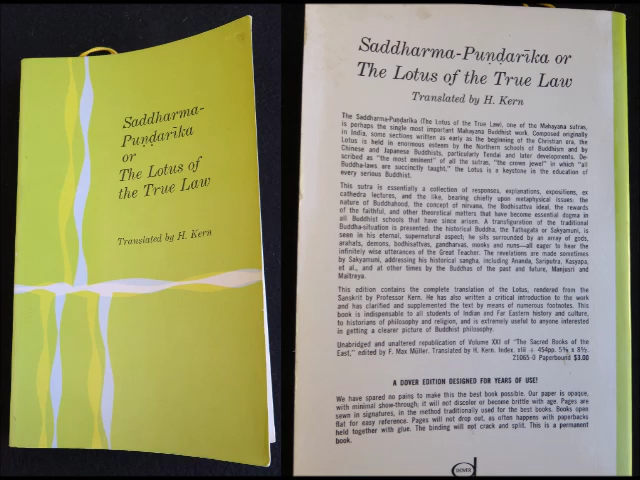 Saddharma-
Puṇḍarīka
or
The Lotus of
the True Law
Translated by H. Kern
Saddharma-Puṇḍarīka or
The Lotus of the True Law
Translated by H. Kern
The Saddharma-Pundarika (The Lotus of the True Law), one of the Mahayana sutras,
is perhaps the single most important Mahayana Buddhist work. Composed originally
in India, some sections written as early as the beginning of the Christian era, the
Lotus is held in enormous esteem by the Northern schools of Buddhism and by
Chinese and Japanese Buddhists, particularly Tendai and later developments. De-
scribed as "the most eminent" of all the sutras, "the crown jewel" in which "all
Buddha-laws are succinctly taught," the Lotus is a keystone in the education of
every serious Buddhist.
This sutra is essentially a collection of responses, explanations, expositions, ex
cathedra lectures, and the like, bearing chiefly upon metaphysical issues: the
nature of Buddhahood, the concept of nirvana, the Bodhisattva ideal, the rewards
of the faithful, and other theoretical matters that have become essential dogma in
all Buddhist schools that have since arisen. A transfiguration of the traditional
Buddha-situation is presented: the historical Buddha, the Tathagata or Sakyamuni, is
seen in his eternal, supernatural aspect; he sits surrounded by an array of gods,
arahats, demons, bodhisattvas, gandharvas, monks and nuns—all eager to hear the
infinitely wise utterances of the Great Teacher. The revelations are made sometimes
by Sakyamuni, addressing his historical sangha, including Ananda, Sariputra, Kasyapa,
et al., and at other times by the Buddhas of the past and future, Manjusri and
Maitreya.
This edition contains the complete translation of the Lotus, rendered from the
Sanskrit by Professor Kern. He has also written a critical introduction to the work
and has clarified and supplemented the text by means of numerous footnotes. This
book is indispensable to all students of Indian and Far Eastern history and culture,
to historians of philosophy and religion, and is extremely useful to anyone interested
in getting a clearer picture of Buddhist philosophy.
Unabridged and unaltered republication of Volume XXI of "The Sacred Books of the
East," edited by F. Max Müller. Translated by H. Kern. Index. xlii + 454pp. 5⅜ x 8½.
21065-0 Paperbound $3.00
A DOVER EDITION DESIGNED FOR YEARS OF USE!
We have spared no pains to make this the best book possible. Our paper is opaque,
with minimal show-through; it will not discolor or become brittle with age. Pages are
sewn in signatures, in the method traditionally used for the best books. Books open
flat for easy reference. Pages will not drop out, as often happens with paperbacks
held together with glue. The binding will not crack and split. This is a permanent
book.
DOVER